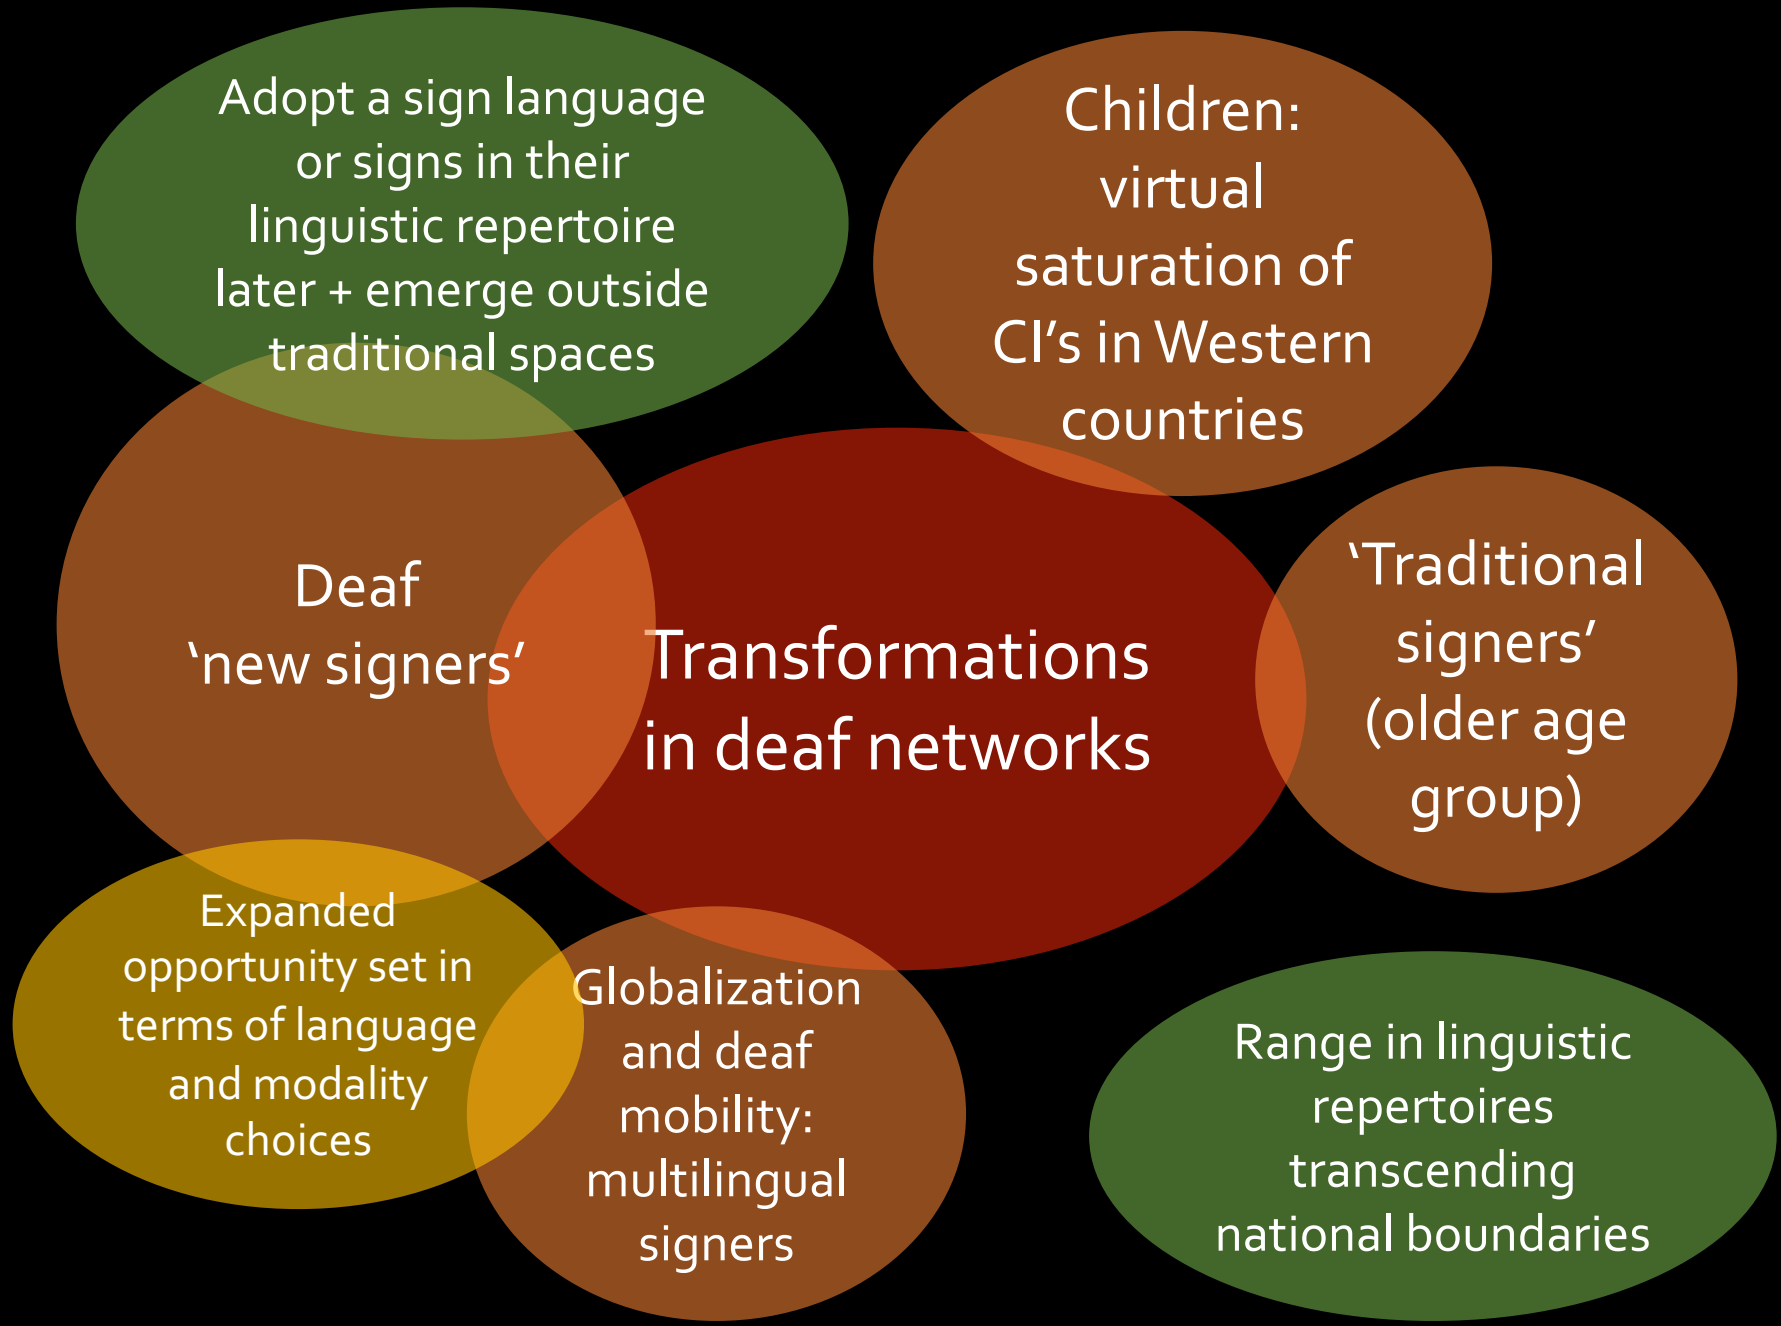 Adopt a sign language
or signs in their
linguistic repertoire
later + emerge outside
traditional spaces
Children:
virtual
saturation of
CI’s in Western
countries
Deaf
‘new signers’
Transformations
in deaf networks
‘Traditional
signers’
(older age
group)
Expanded
opportunity set in
terms of language
and modality
choices
Globalization
and deaf
mobility:
multilingual
signers
Range in linguistic
repertoires
transcending
national boundaries